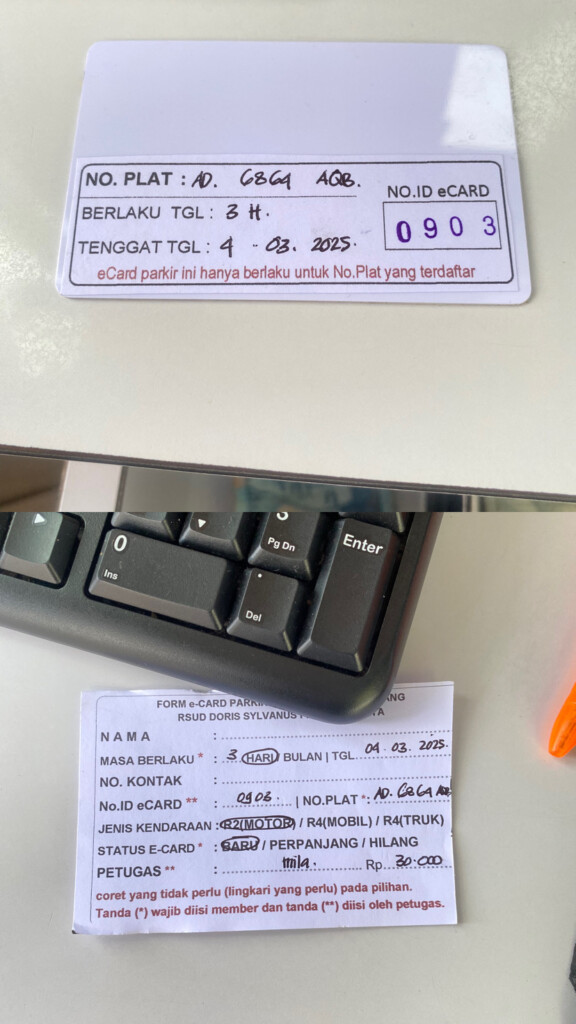 NO. PLAT : AD. 6864 AQB.
BERLAKU TGL : 3 H.
TENGGAT TGL : 4 - 03. 2025.
NO.ID eCARD
0903
eCard parkir ini hanya berlaku untuk No.Plat yang terdaftar
Pg Dn
Enter
0
Ins
.
Del
FORM e-CARD
RSUD DORIS SYLVANUS
N A M A :
MASA BERLAKU * : 3 HARI/ BULAN | TGL 04. 03. 2025.
NO. KONTAK :
No.ID eCARD ** : 0903. | NO.PLAT *: AD. 6864 AQB
JENIS KENDARAAN : R2(MOTOR) / R4(MOBIL) / R4(TRUK)
STATUS E-CARD * : BARU / PERPANJANG / HILANG
PETUGAS ** : mila. Rp. 30.000
coret yang tidak perlu (lingkari yang perlu) pada pilihan.
Tanda (*) wajib diisi member dan tanda (**) diisi oleh petugas.